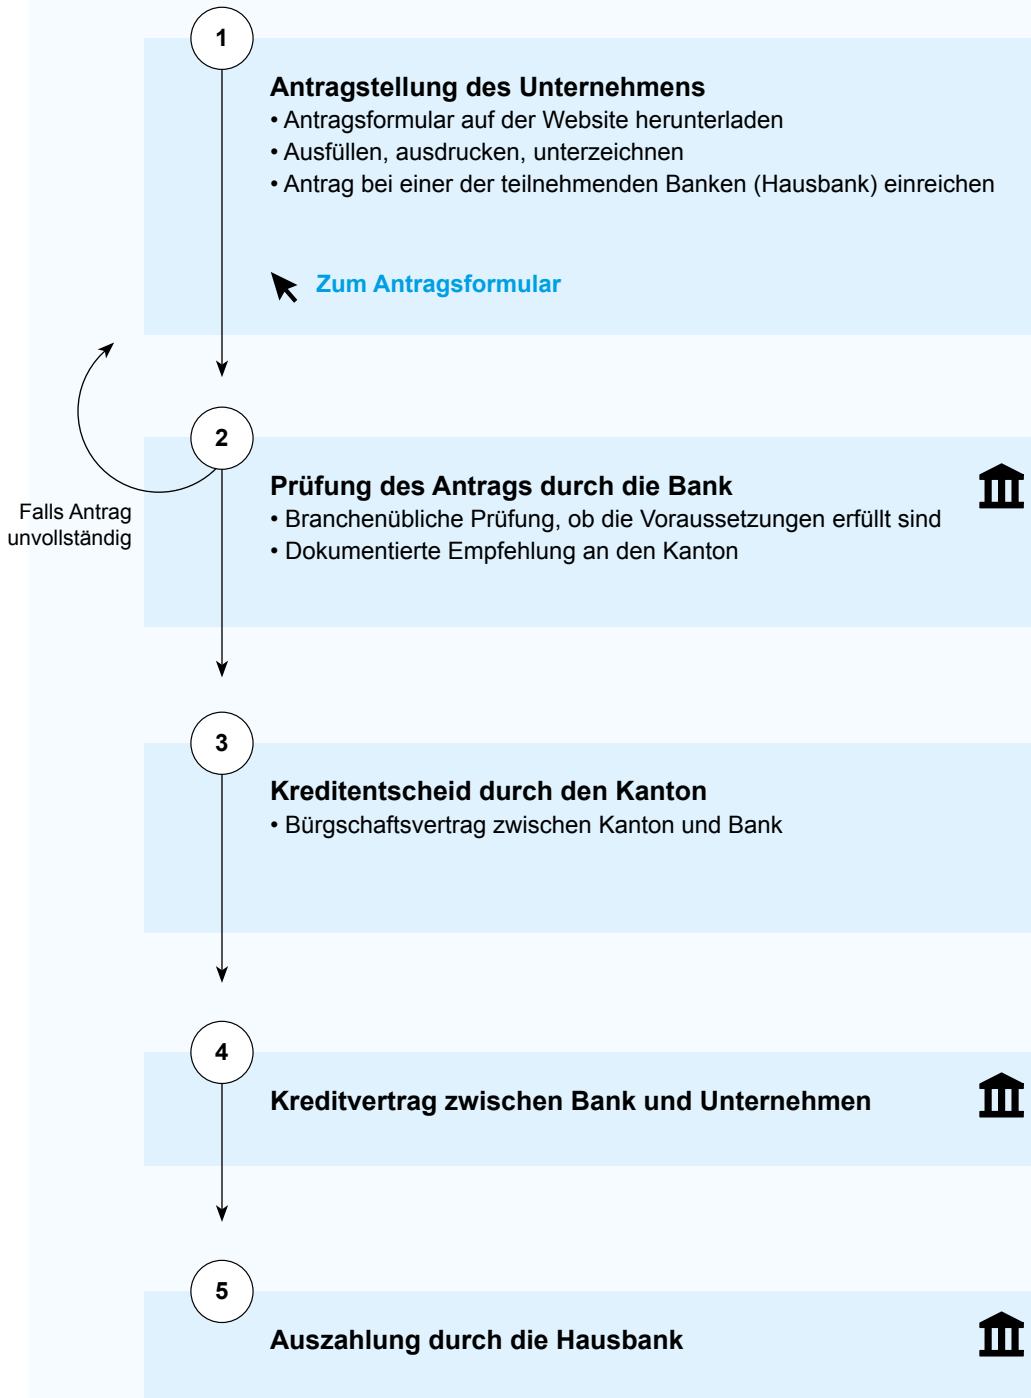 1
Antragstellung des Unternehmens
• Antragsformular auf der Website herunterladen
• Ausfüllen, ausdrucken, unterzeichnen
• Antrag bei einer der teilnehmenden Banken (Hausbank) einreichen
Zum Antragsformular
2
Falls Antrag
unvollständig
Prüfung des Antrags durch die Bank
• Branchenübliche Prüfung, ob die Voraussetzungen erfüllt sind
• Dokumentierte Empfehlung an den Kanton
3
Kreditentscheid durch den Kanton
• Bürgschaftsvertrag zwischen Kanton und Bank
4
Kreditvertrag zwischen Bank und Unternehmen
5
Auszahlung durch die Hausbank